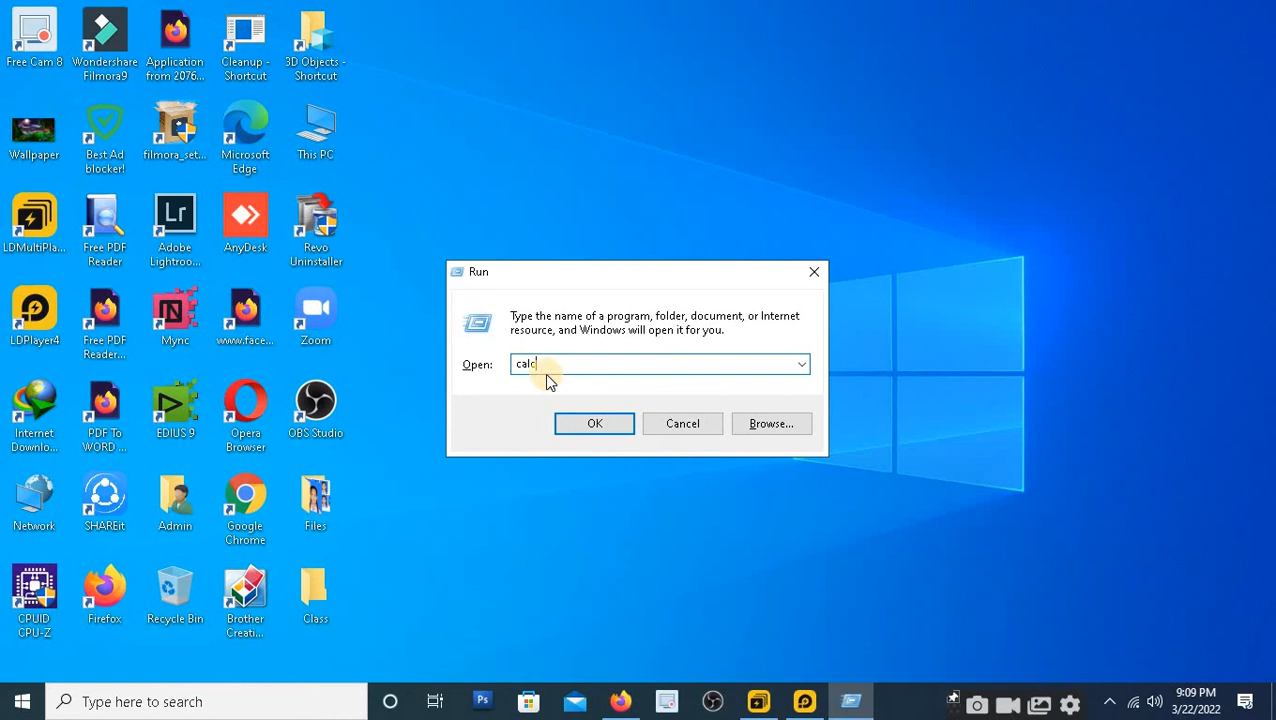 Free Cam 8
Wondershare
Filmora9
Application
from 2076...
Cleanup -
Shortcut
3D Objects -
Shortcut
Wallpaper
Best Ad
blocker!
filmora_set...
Microsoft
Edge
This PC
LDMultiPla...
Free PDF
Reader
Adobe
Lightroo...
AnyDesk
Revo
Uninstaller
LDPlayer4
Free PDF
Reader...
Mync
www.face...
Zoom
Internet
Downlo...
PDF To
WORD ...
EDIUS 9
Opera
Browser
OBS Studio
Network
SHAREit
Admin
Google
Chrome
Files
CPUID
CPU-Z
Firefox
Recycle Bin
Brother
Creati...
Class
Run
Type the name of a program, folder, document, or Internet
resource, and Windows will open it for you.
Open: calc
OK Cancel Browse...
Type here to search
9:09 PM
3/22/2022